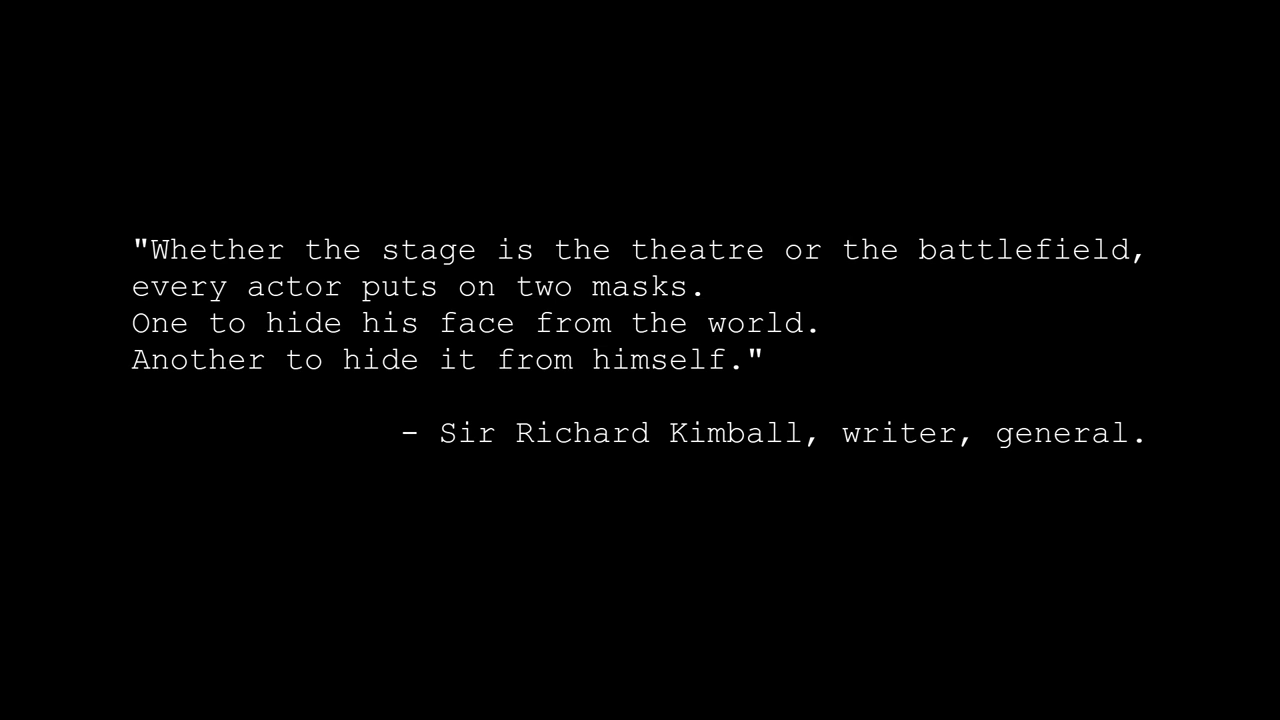 "Whether the stage is the theatre or the battlefield,
every actor puts on two masks.
One to hide his face from the world.
Another to hide it from himself."
- Sir Richard Kimball, writer, general.